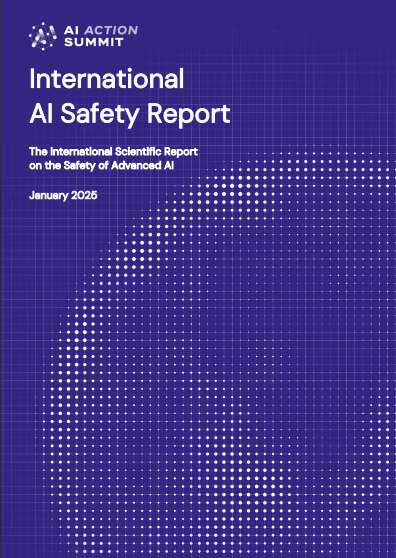 AI ACTION
SUMMIT
International
AI Safety Report
The International Scientific Report
on the Safety of Advanced AI
January 2025